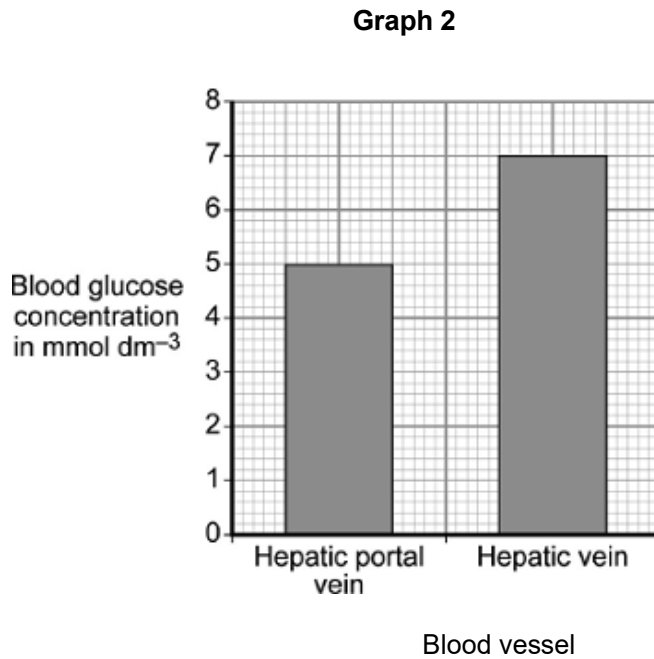 Graph 2
8
7
6
5
4
3
2
1
0
Blood glucose
concentration
in mmol dm⁻³
Hepatic portal
vein
Hepatic vein
Blood vessel